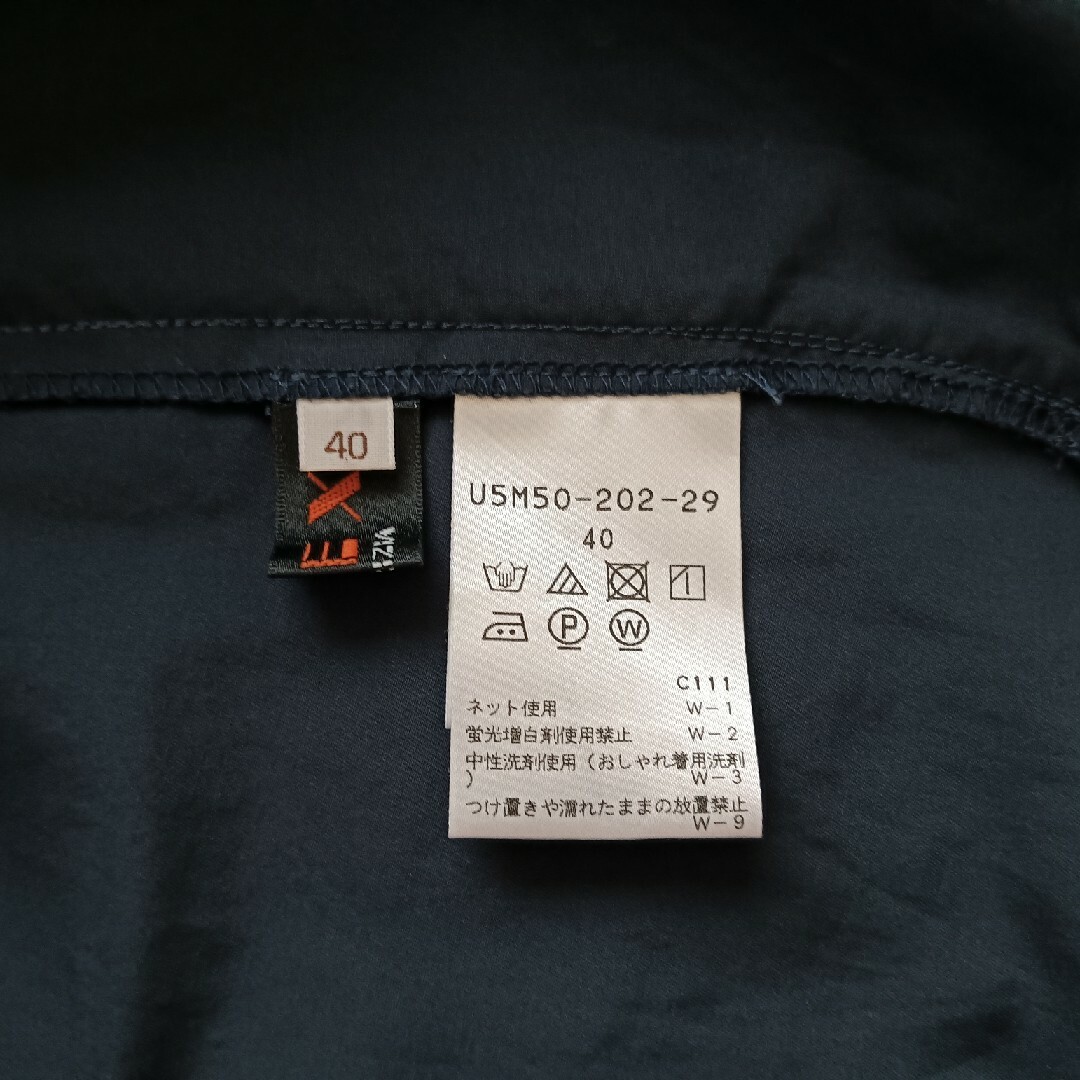 40
U5M50-202-29
40
C111
ネット使用 W-1
蛍光増白剤使用禁止 W-2
中性洗剤使用(おしゃれ着用洗剤
) W-3
つけ置きや濡れたままの放置禁止
W-9